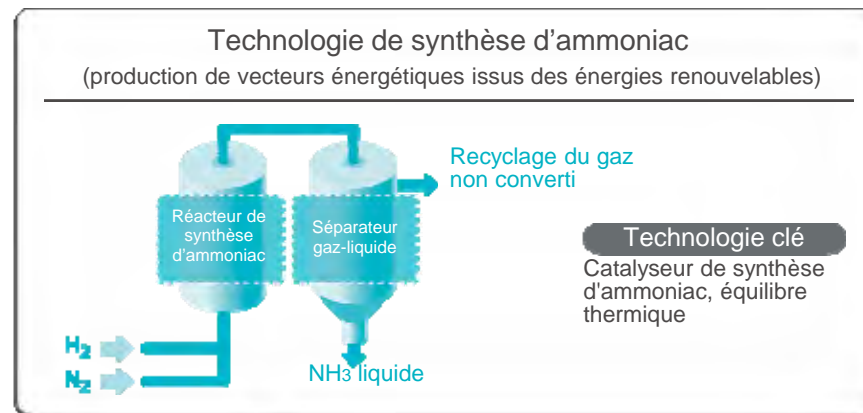 Technologie de synthèse d’ammoniac
(production de vecteurs énergétiques issus des énergies renouvelables)
Recyclage du gaz
non converti
Réacteur de
synthèse
d’ammoniac
Séparateur
gaz-liquide
Technologie clé
Catalyseur de synthèse
d'ammoniac, équilibre
thermique
H₂
N₂
NH3 liquide